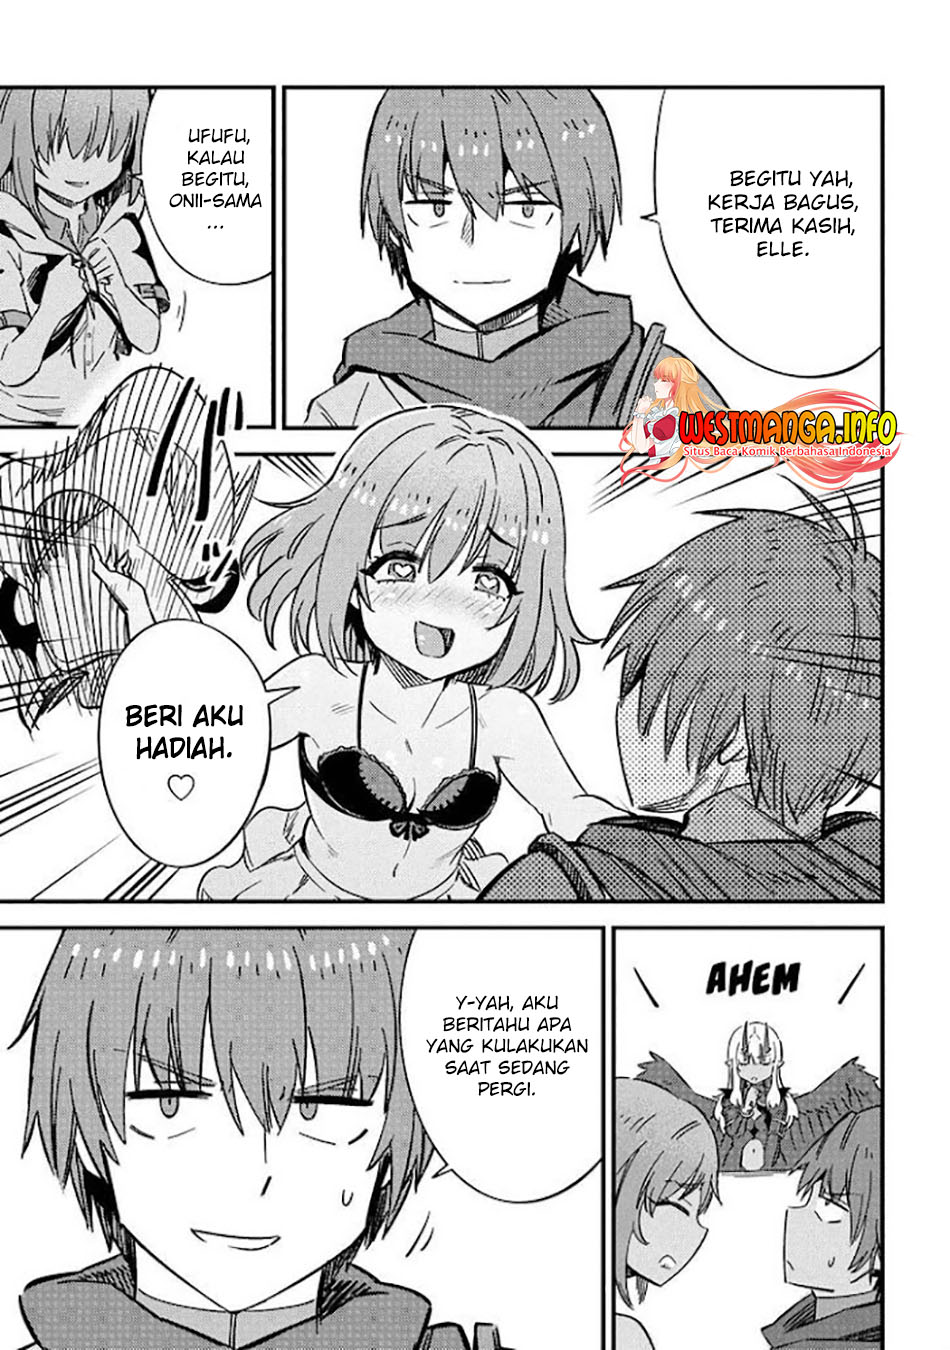 BEGITU YAH,
KERJA BAGUS,
TERIMA KASIH,
ELLE.
UFUFU,
KALAU
BEGITU,
ONII-SAMA
...
WESTMANGA.INFO
Situs Baca Komik Berbahasa Indonesia
BERI AKU
HADIAH.
♡
AHEM
Y-YAH, AKU
BERITAHU APA
YANG KULAKUKAN
SAAT SEDANG
PERGI.